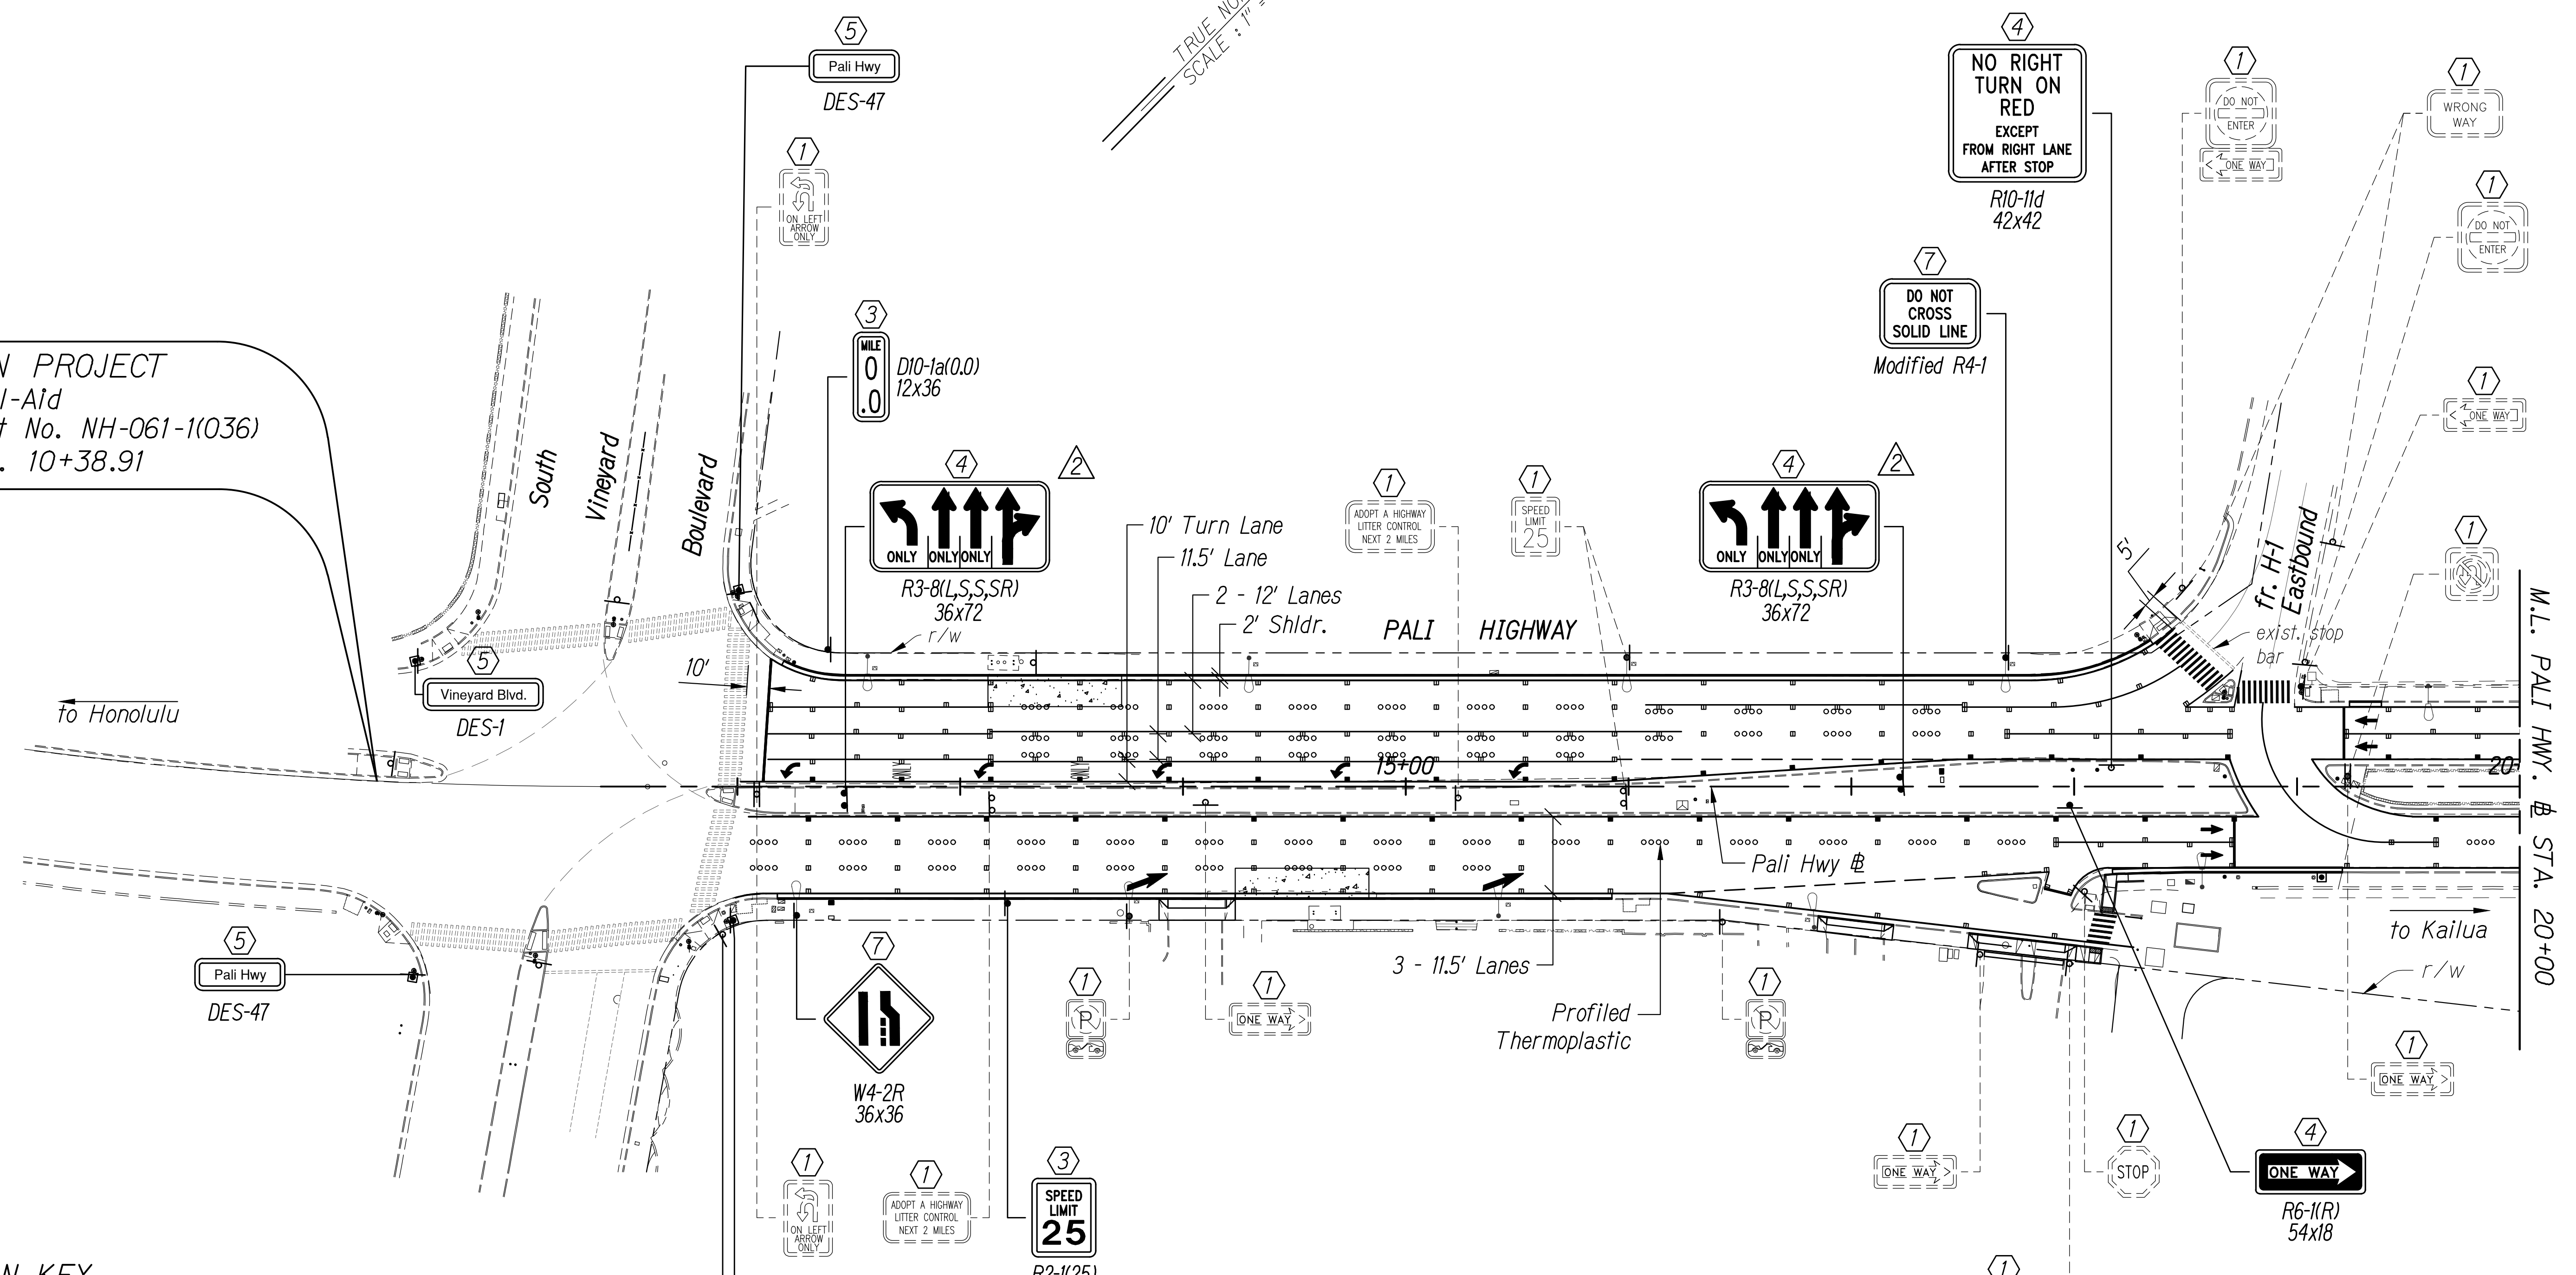 5
Pali Hwy
DES-47
TRUE NO
SCALE : 1" =
4
NO RIGHT
TURN ON
RED
EXCEPT
FROM RIGHT LANE
AFTER STOP
R10-11d
42x42
1
DO NOT
ENTER
ONE WAY
1
WRONG
WAY
1
DO NOT
ENTER
1
ON LEFT
ARROW
ONLY
3
MILE
0
.0
D10-1a(0.0)
12x36
7
DO NOT
CROSS
SOLID LINE
Modified R4-1
1
ONE WAY
N PROJECT
l-Aid
t No. NH-061-1(036)
. 10+38.91
South
Vineyard
Boulevard
4
2
ONLY ONLY ONLY
R3-8(L,S,S,SR)
36x72
10' Turn Lane
11.5' Lane
2 - 12' Lanes
2' Shldr.
r/w
1
ADOPT A HIGHWAY
LITTER CONTROL
NEXT 2 MILES
1
SPEED
LIMIT
25
4
2
ONLY ONLY ONLY
R3-8(L,S,S,SR)
36x72
PALI HIGHWAY
5'
fr. H-1
Eastbound
1
exist. stop
bar
M.L. PALI HWY. ℄ STA. 20+00
5
Vineyard Blvd.
DES-1
10'
to Honolulu
15+00
20
Pali Hwy ℄
3 - 11.5' Lanes
Profiled
Thermoplastic
to Kailua
r/w
5
Pali Hwy
DES-47
7
W4-2R
36x36
1
P
1
ONE WAY
1
P
1
ONE WAY
1
ON LEFT
ARROW
ONLY
1
ADOPT A HIGHWAY
LITTER CONTROL
NEXT 2 MILES
3
SPEED
LIMIT
25
R2-1(25)
1
ONE WAY
1
STOP
4
ONE WAY
R6-1(R)
54x18
1
N KEY